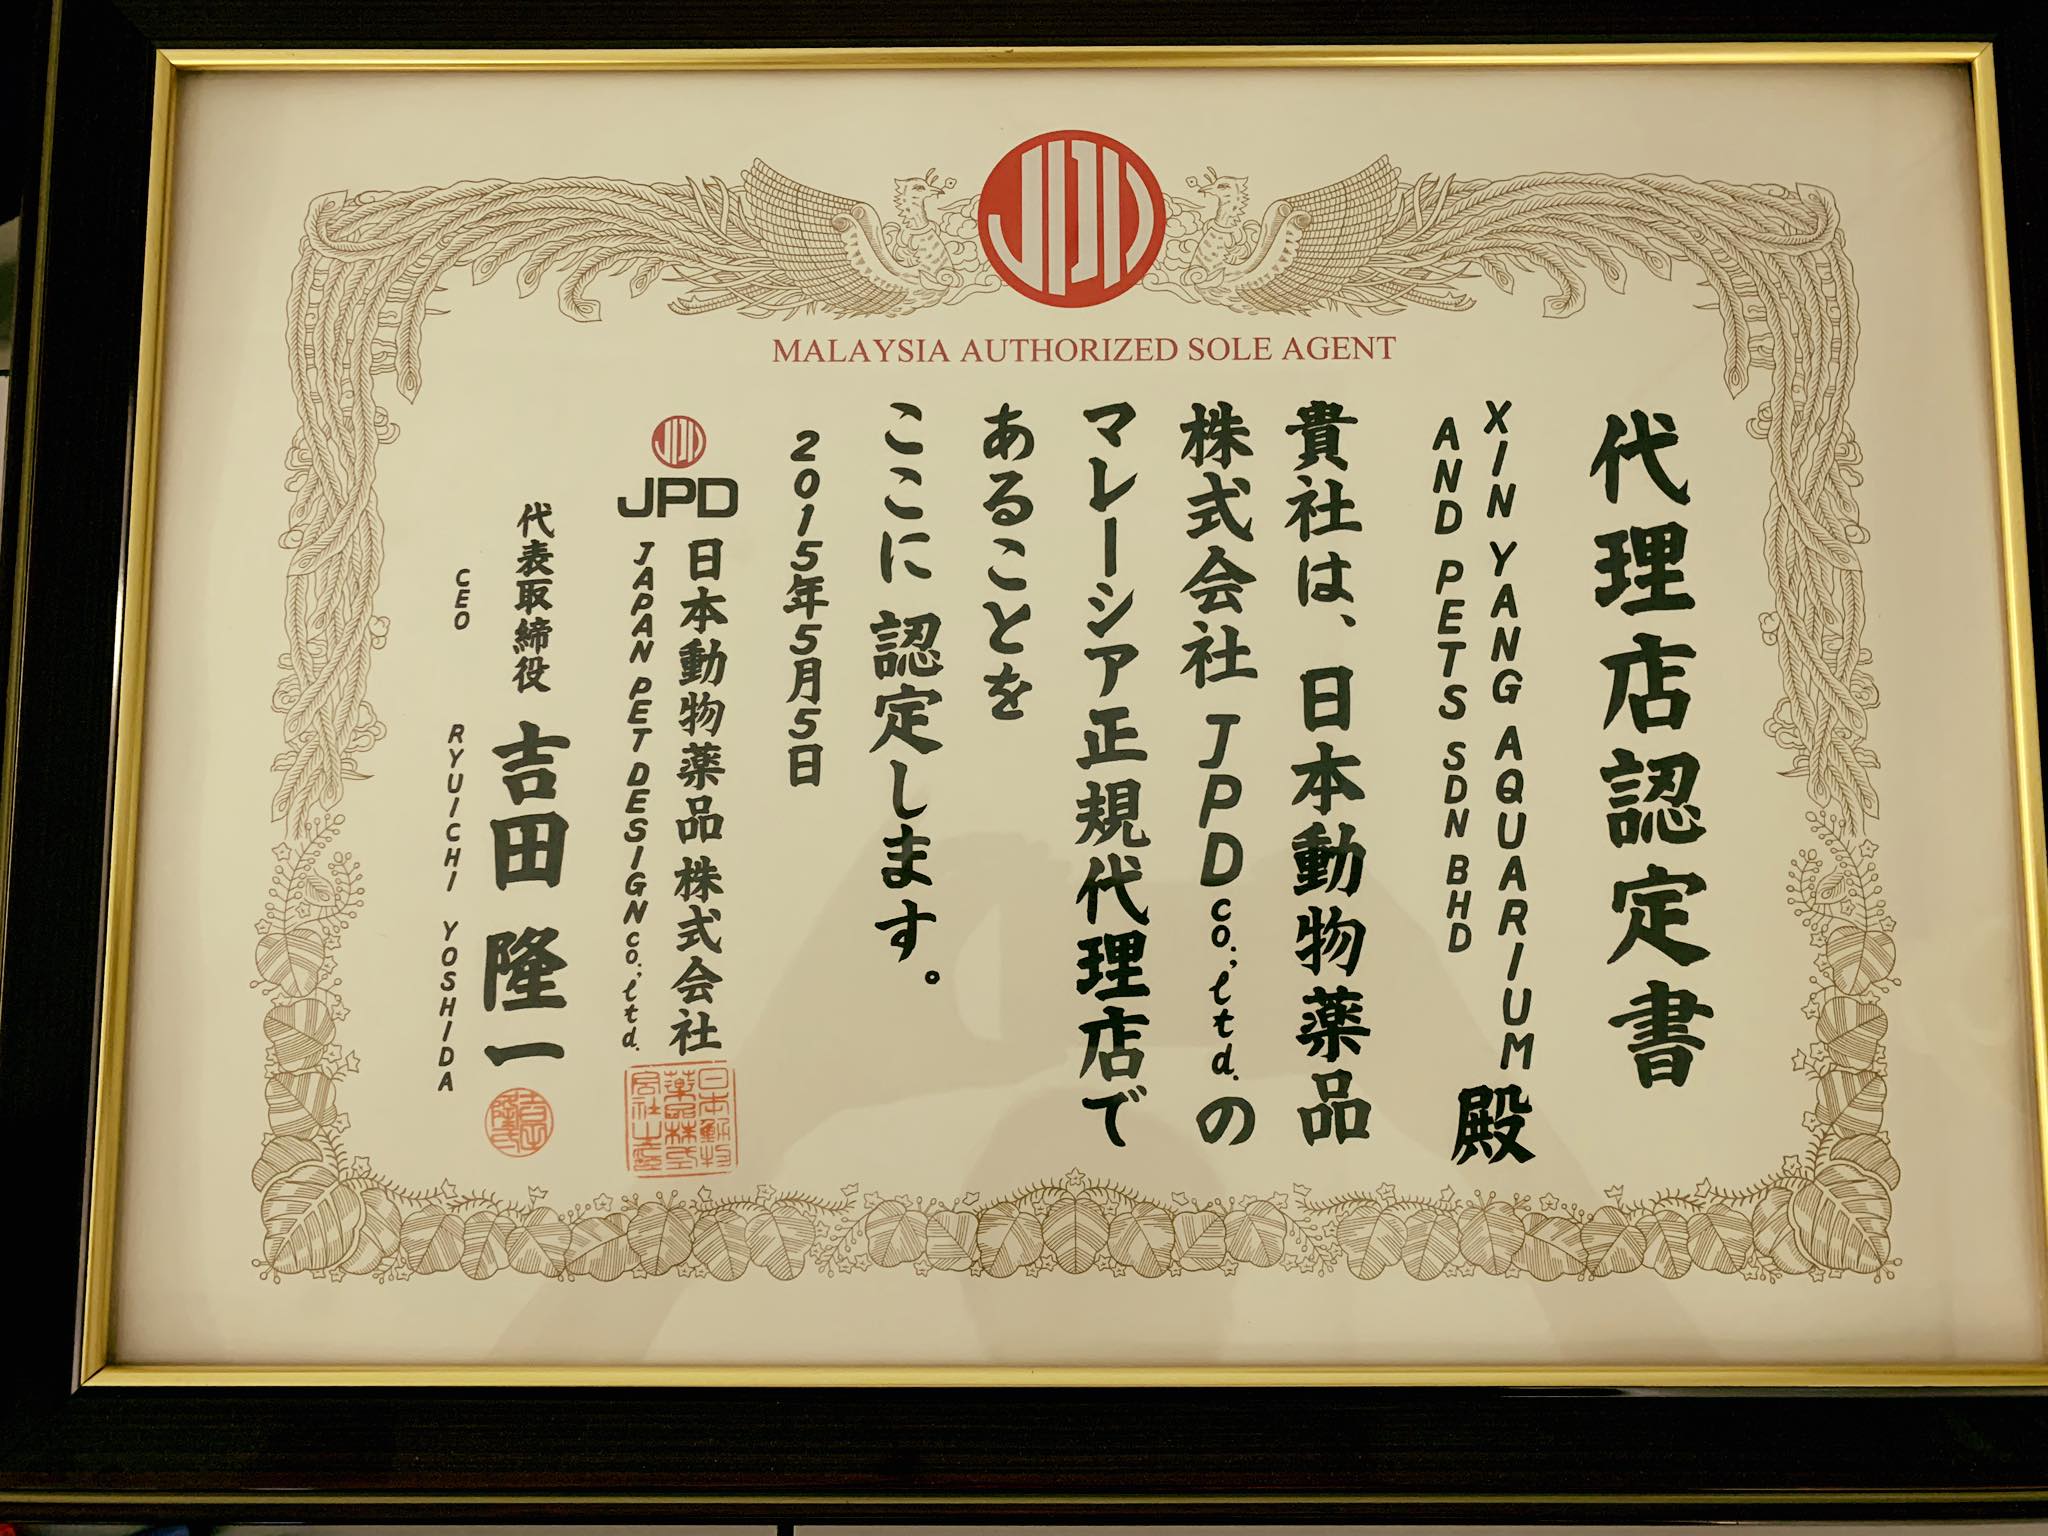 MALAYSIA AUTHORIZED SOLE AGENT
代理店認定書
XIN YANG AQUARIUM
AND PETS SDN BHD
殿
貴社は、日本動物薬品
株式会社 JPD co.,ltd.の
マレーシア正規代理店で
あることを
ここに認定します。
2015年5月5日
JPD
日本動物薬品株式会社
JAPAN PET DESIGN co.,ltd.
代表取締役 吉田 隆一
CEO RYUICHI YOSHIDA